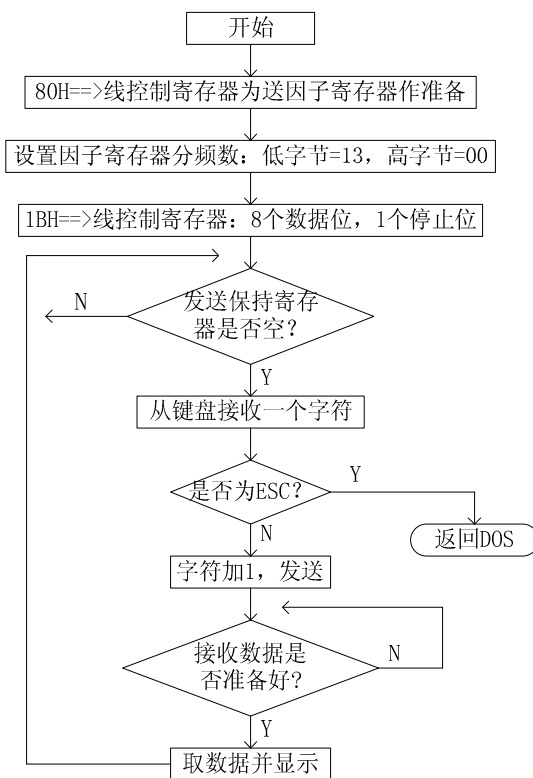 开始
80H==>线控制寄存器为送因子寄存器作准备
设置因子寄存器分频数：低字节=13，高字节=00
1BH==>线控制寄存器：8个数据位，1个停止位
N
发送保持寄存
器是否空？
Y
从键盘接收一个字符
是否为ESC？
Y
N
返回DOS
字符加1，发送
接收数据是
否准备好？
N
Y
取数据并显示